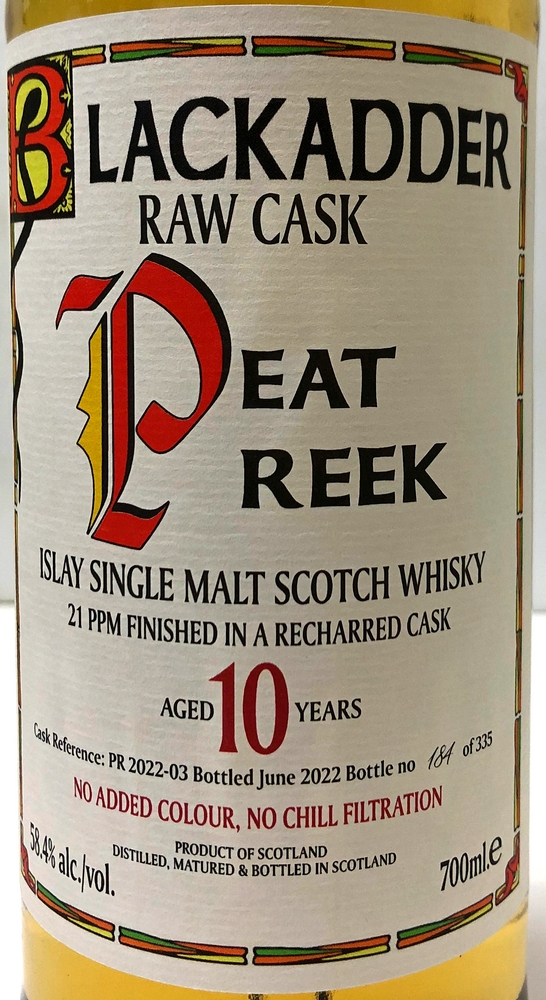 BLACKADDER
RAW CASK
PEAT
REEK
ISLAY SINGLE MALT SCOTCH WHISKY
21 PPM FINISHED IN A RECHARRED CASK
AGED 10 YEARS
Cask Reference: PR 2022-03 Bottled June 2022 Bottle no 184 of 335
NO ADDED COLOUR, NO CHILL FILTRATION
58.4% alc./vol.
PRODUCT OF SCOTLAND
DISTILLED, MATURED & BOTTLED IN SCOTLAND
700ml.e